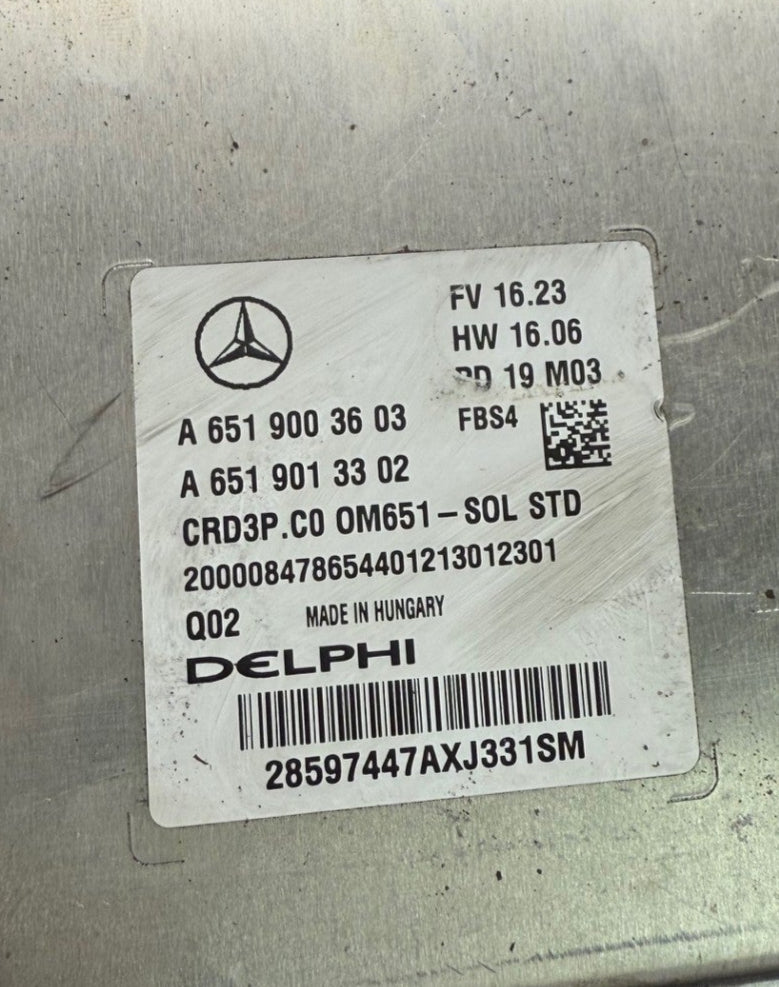 FV 16.23
HW 16.06
19 M03
A 651 900 36 03 FBS4
A 651 901 33 02
CRD3P.C0 OM651-SOL STD
200008478654401213012301
Q02 MADE IN HUNGARY
DELPHI
28597447AXJ331SM